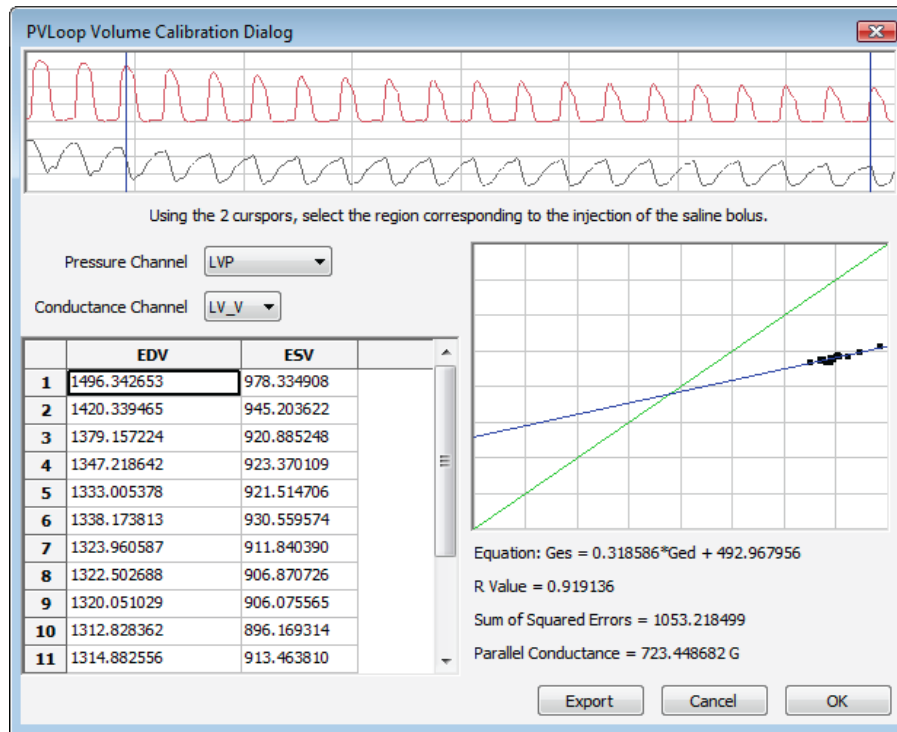 PVLoop Volume Calibration Dialog
Using the 2 curspors, select the region corresponding to the injection of the saline bolus.
Pressure Channel LVP
Conductance Channel LV_V
EDV ESV
1 1496.342653 978.334908
2 1420.339465 945.203622
3 1379.157224 920.885248
4 1347.218642 923.370109
5 1333.005378 921.514706
6 1338.173813 930.559574
7 1323.960587 911.840390
8 1322.502688 906.870726
9 1320.051029 906.075565
10 1312.828362 896.169314
11 1314.882556 913.463810
Equation: Ges = 0.318586*Ged + 492.967956
R Value = 0.919136
Sum of Squared Errors = 1053.218499
Parallel Conductance = 723.448682 G
Export Cancel OK